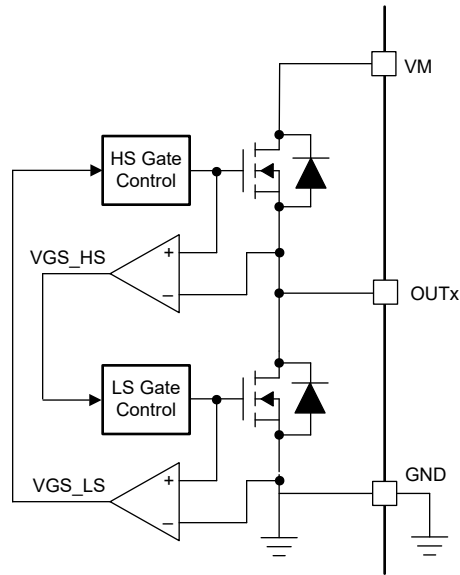 VM
HS Gate
Control
+
VGS_HS
−
OUTx
LS Gate
Control
GND
+
VGS_LS
−